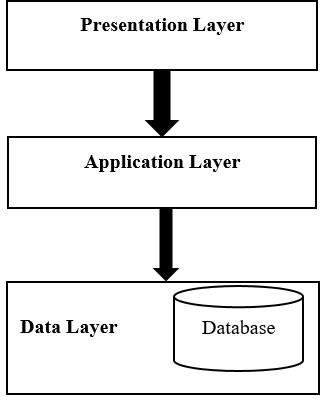 Presentation Layer
Application Layer
Data Layer
Database